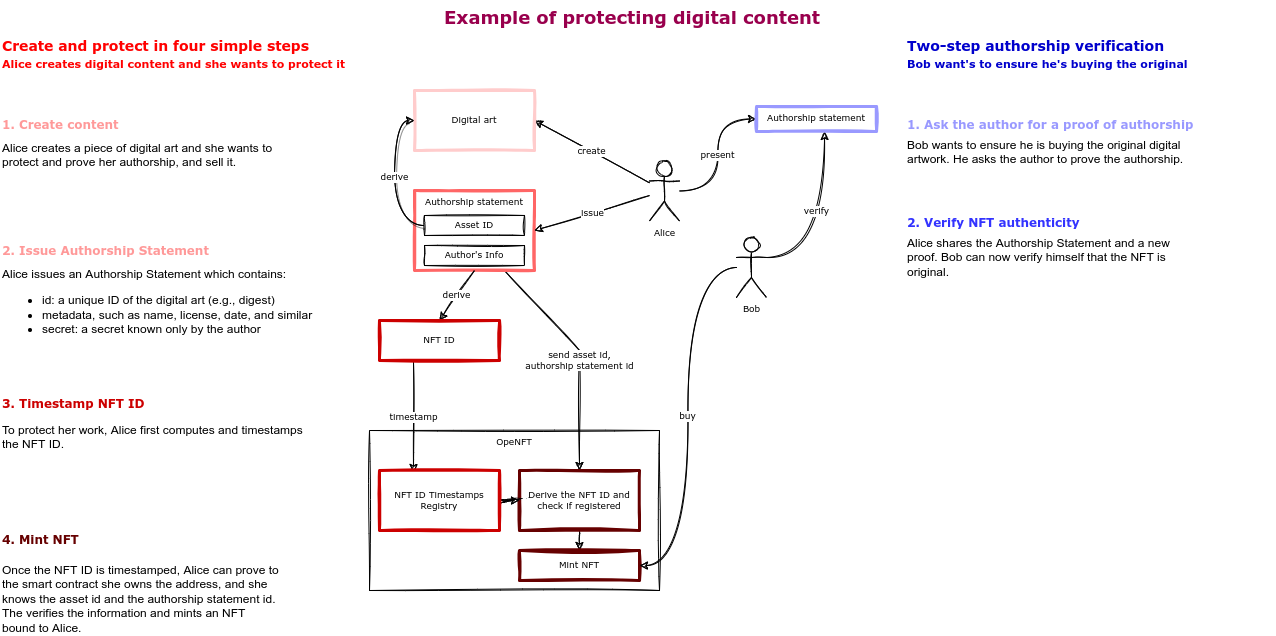 Example of protecting digital content
Create and protect in four simple steps
Alice creates digital content and she wants to protect it
1. Create content
Alice creates a piece of digital art and she wants to
protect and prove her authorship, and sell it.
2. Issue Authorship Statement
Alice issues an Authorship Statement which contains:
• id: a unique ID of the digital art (e.g., digest)
• metadata, such as name, license, date, and similar
• secret: a secret known only by the author
3. Timestamp NFT ID
To protect her work, Alice first computes and timestamps
the NFT ID.
4. Mint NFT
Once the NFT ID is timestamped, Alice can prove to
the smart contract she owns the address, and she
knows the asset id and the authorship statement id.
The verifies the information and mints an NFT
bound to Alice.
Digital art
derive
create
Authorship statement
Asset ID
Author's Info
issue
Alice
present
Authorship statement
verify
Bob
derive
NFT ID
send asset id,
authorship statement id
timestamp
buy
OpeNFT
NFT ID Timestamps
Registry
Derive the NFT ID and
check if registered
Mint NFT
Two-step authorship verification
Bob want's to ensure he's buying the original
1. Ask the author for a proof of authorship
Bob wants to ensure he is buying the original digital
artwork. He asks the author to prove the authorship.
2. Verify NFT authenticity
Alice shares the Authorship Statement and a new
proof. Bob can now verify himself that the NFT is
original.